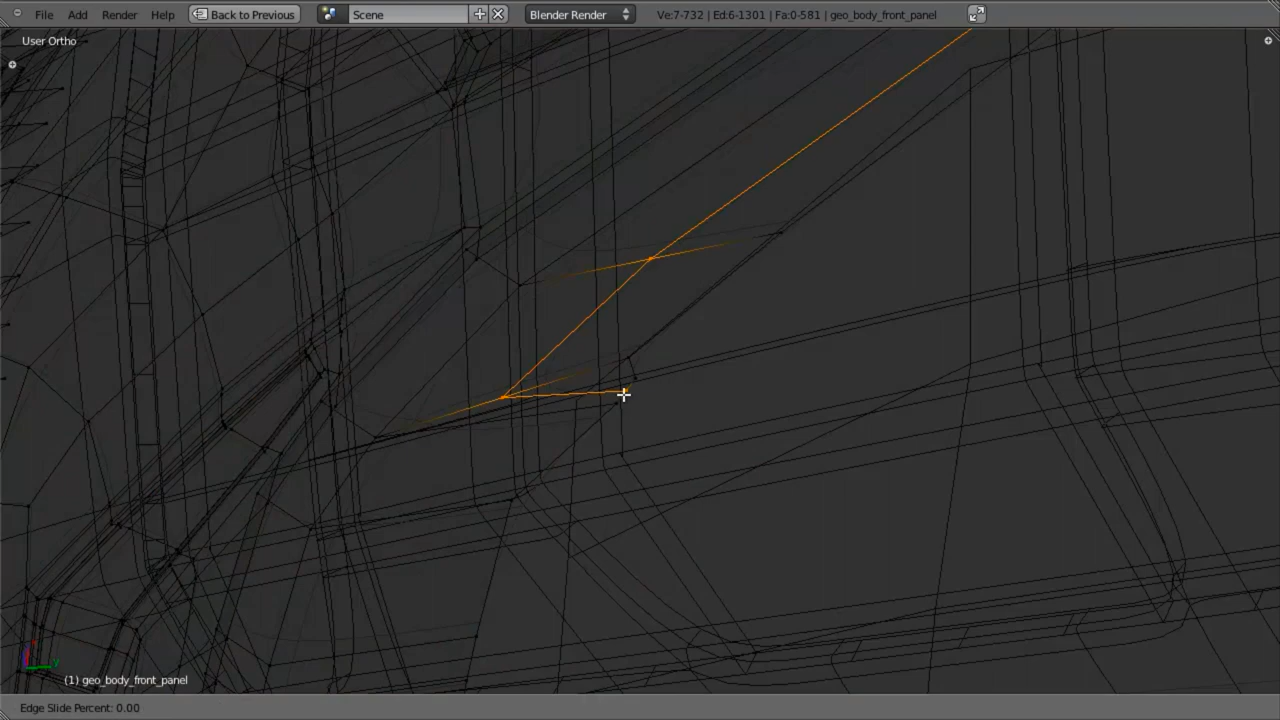 File Add Render Help Back to Previous Scene Blender Render Ve:7-732 | Ed:6-1301 | Fa:0-581 | geo_body_front_panel
User Ortho
y
(1) geo_body_front_panel
Edge Slide Percent: 0.00